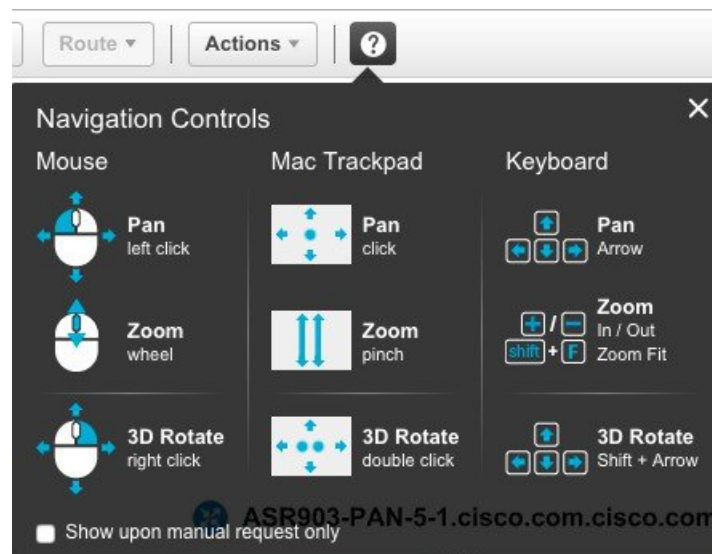 Route
Actions
?
Navigation Controls
Mouse
Mac Trackpad
Keyboard
Pan
left click
Pan
click
Pan
Arrow
Zoom
wheel
Zoom
pinch
Zoom
+ / − In / Out
shift + F Zoom Fit
3D Rotate
right click
3D Rotate
double click
3D Rotate
Shift + Arrow
ASR903-PAN-5-1.cisco.com.cisco.com
Show upon manual request only